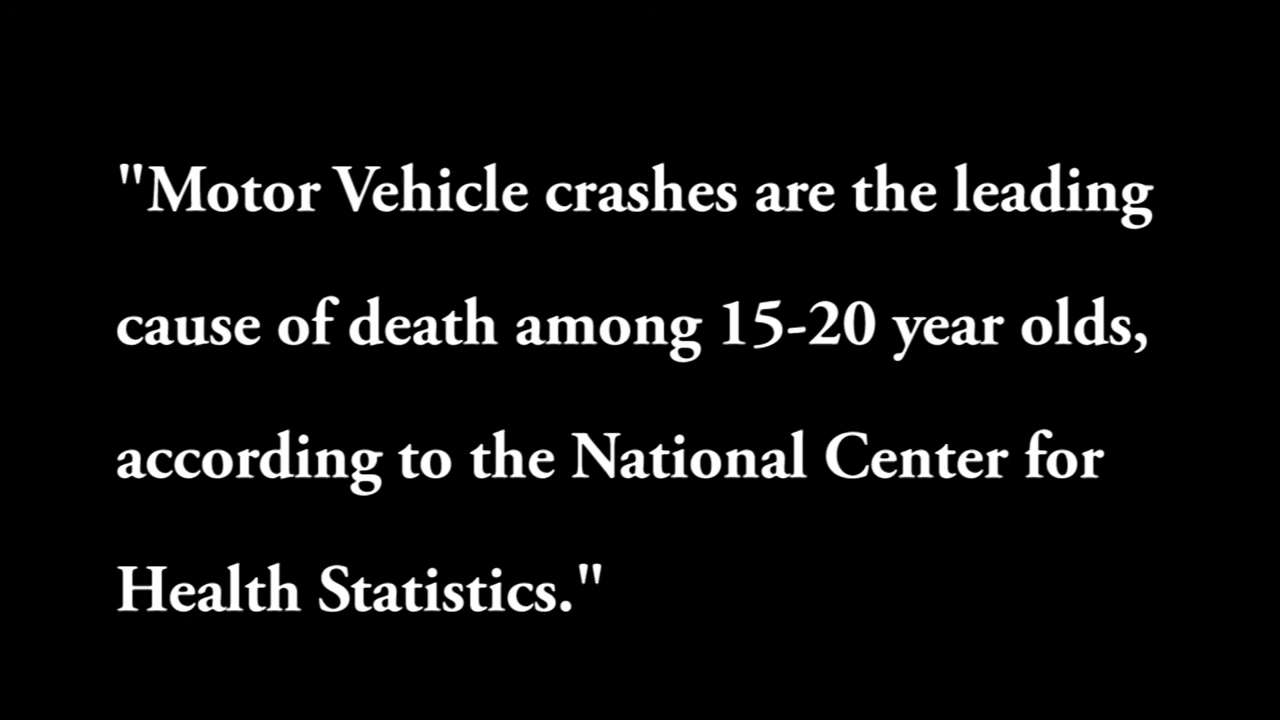 "Motor Vehicle crashes are the leading
cause of death among 15-20 year olds,
according to the National Center for
Health Statistics."